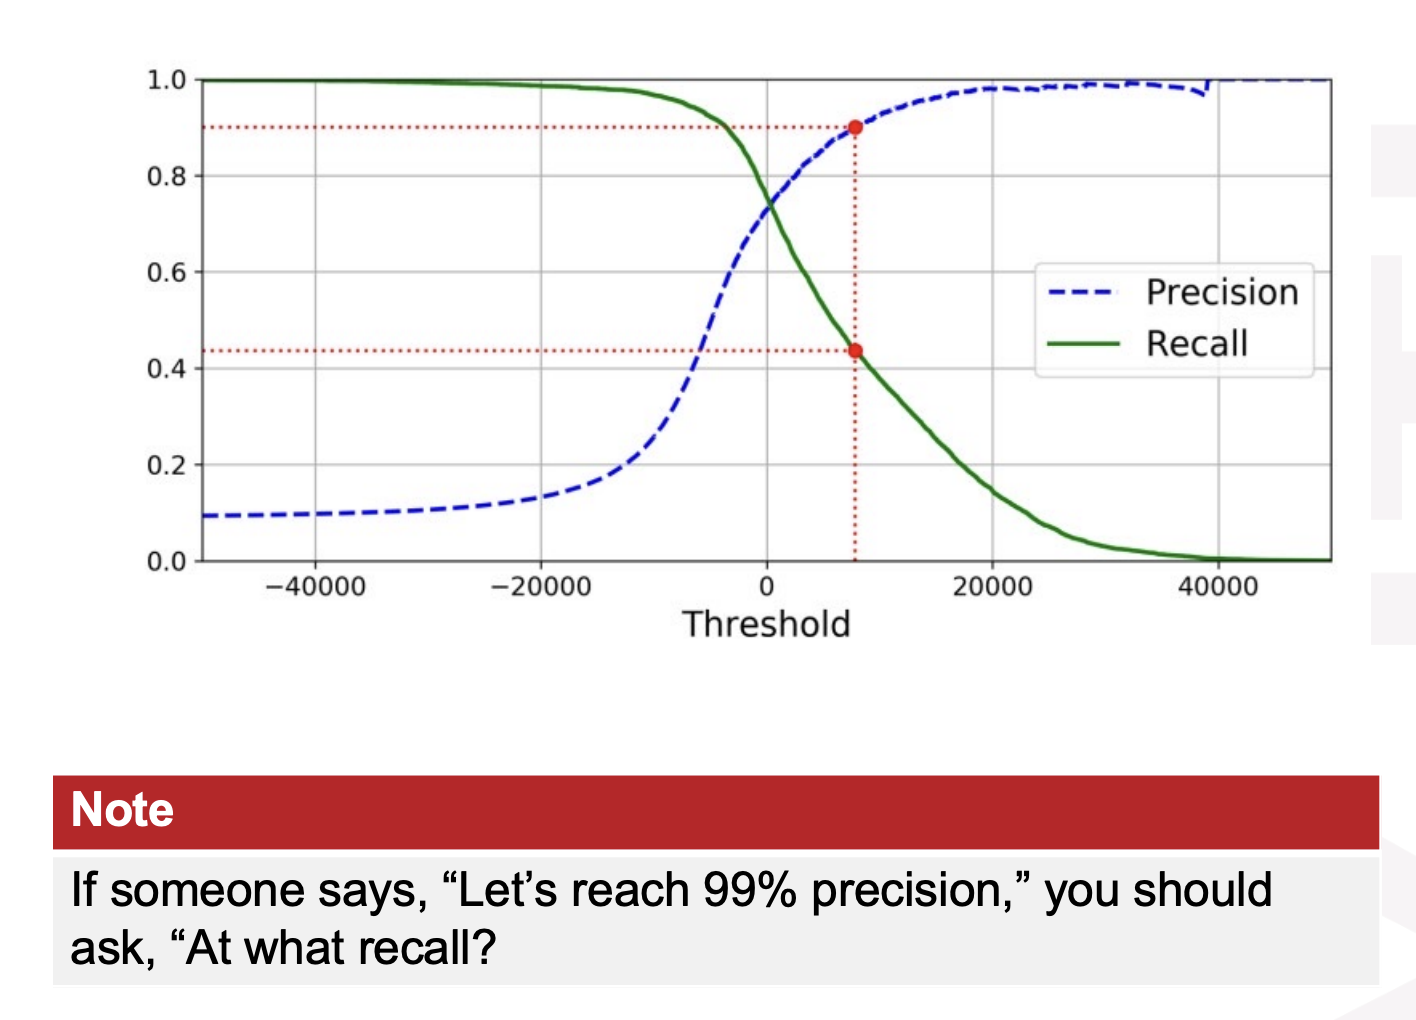 1.0
0.8
0.6
0.4
0.2
0.0
−40000 −20000 0 20000 40000
Threshold
Precision
Recall
Note
If someone says, “Let’s reach 99% precision,” you should
ask, “At what recall?